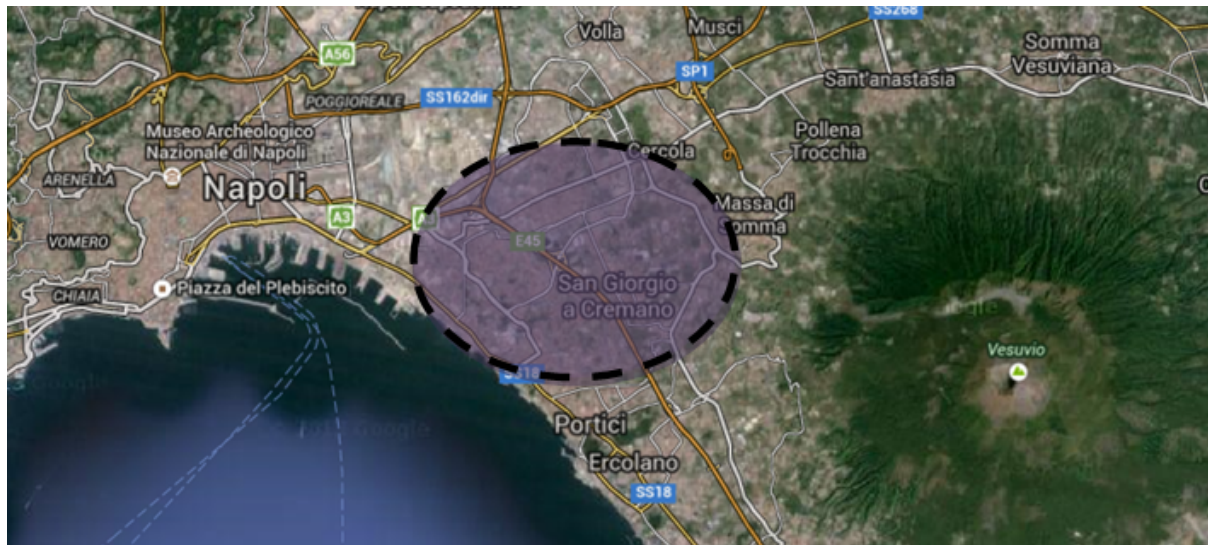 SS268
Volla
Musci
Somma
Vesuviana
A56
SP1
Sant'anastasia
POGGIOREALE
SS162dir
Museo Archeologico
Nazionale di Napoli
Pollena
Trocchia
Cercola
ARENELLA
Napoli
Massa di
Somma
A3
E45
VOMERO
San Giorgio
a Cremano
Piazza del Plebiscito
CHIAIA
Google
Vesuvio
SS18
Google
Portici
Ercolano
SS18